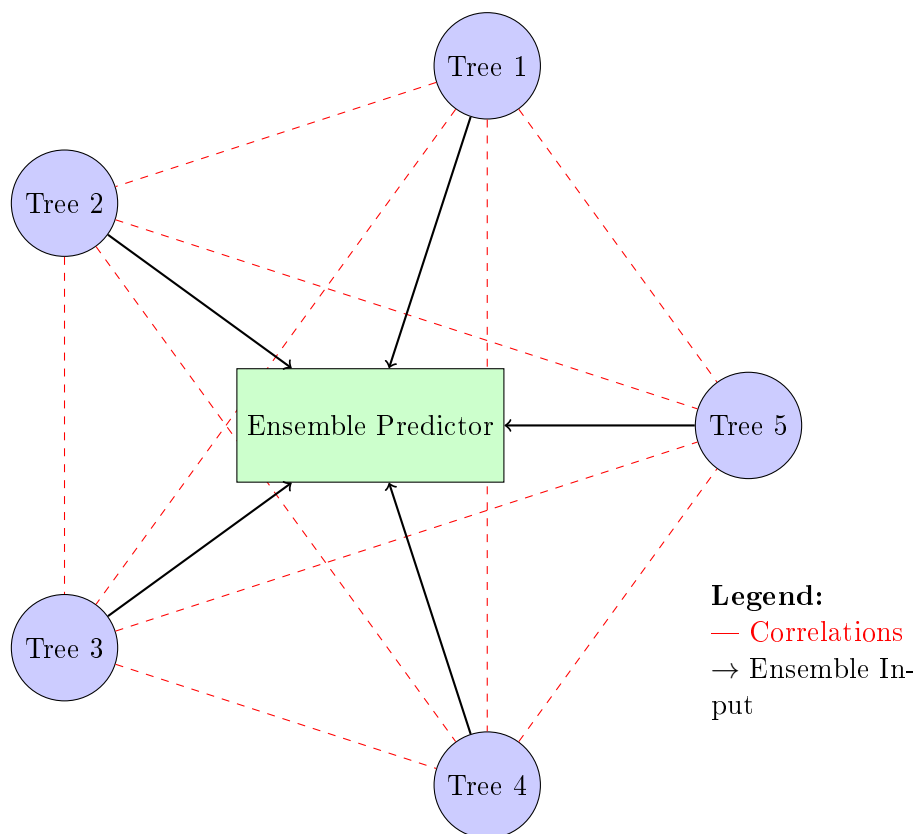 Tree 1
Tree 2
Ensemble Predictor
Tree 5
Tree 3
Tree 4
Legend:
— Correlations
→ Ensemble In-
put